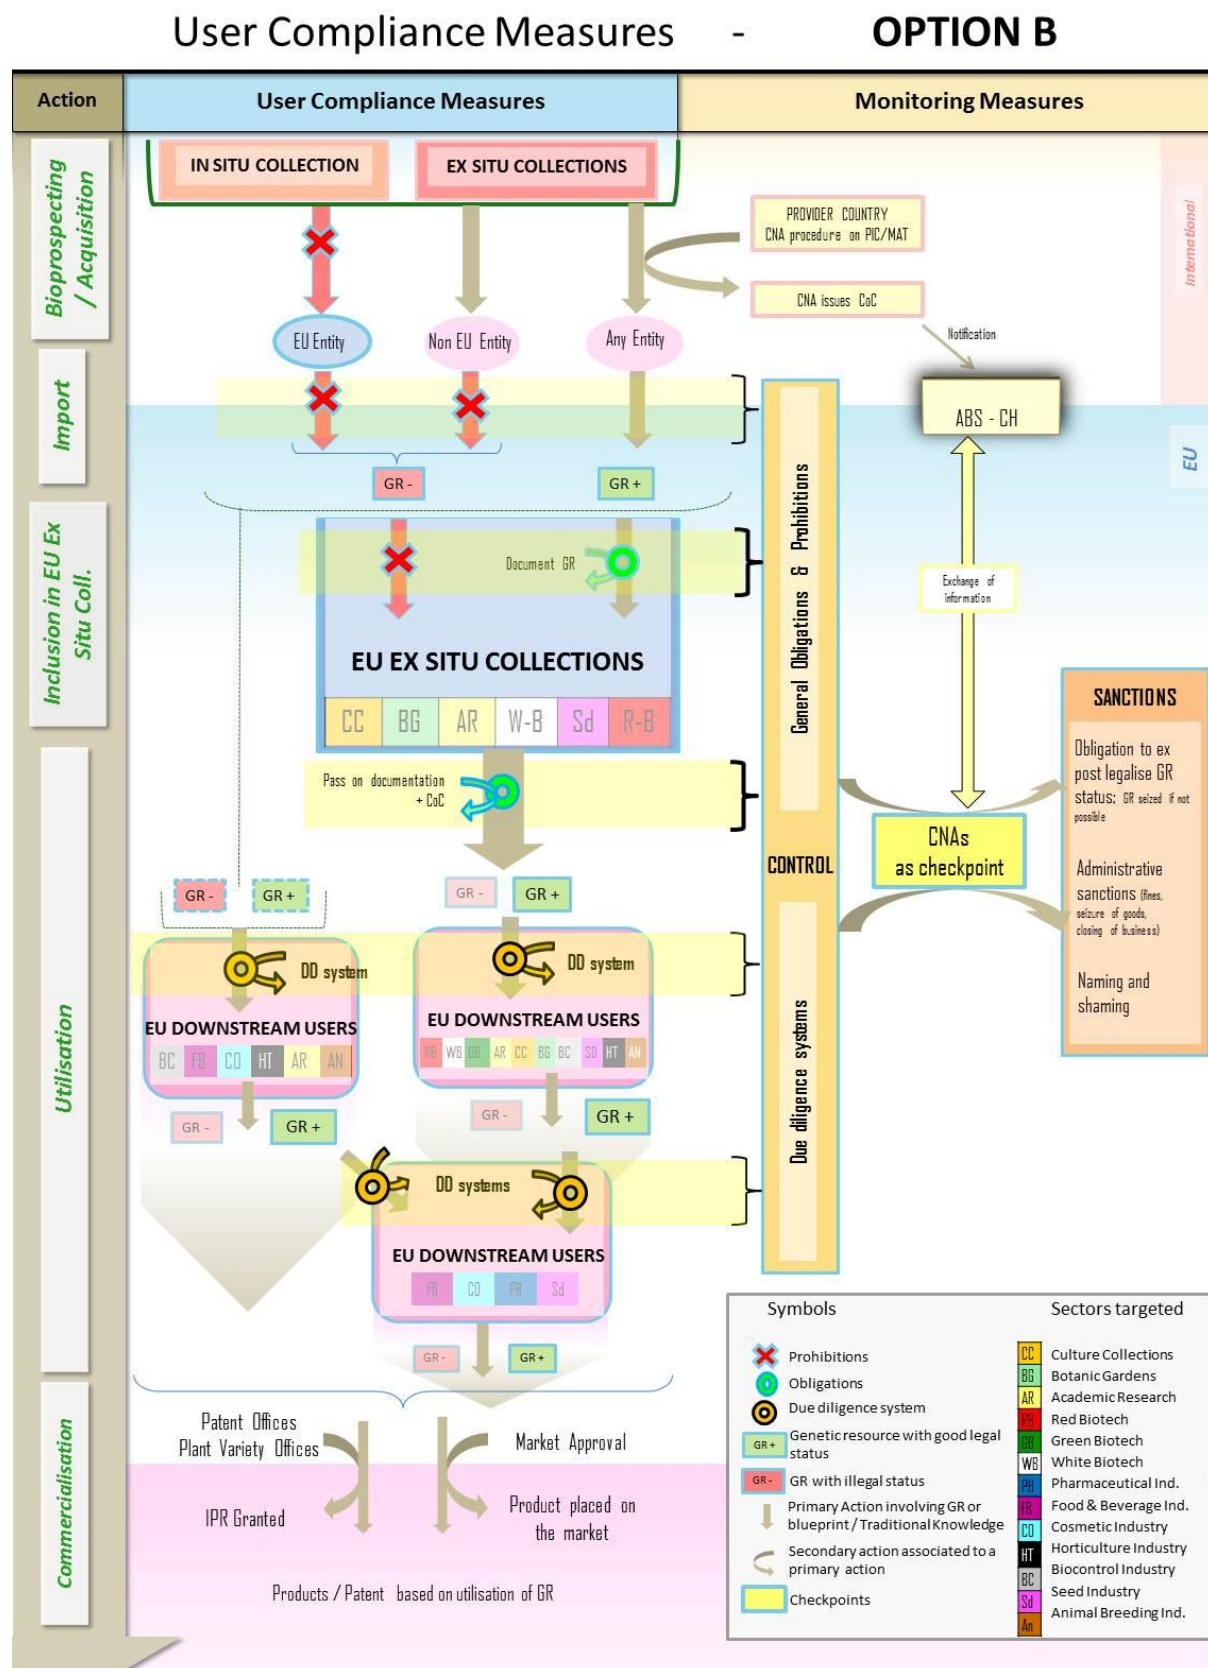 User Compliance Measures - OPTION B
Action
User Compliance Measures
Monitoring Measures
Bioprospecting
/ Acquisition
IN SITU COLLECTION
EX SITU COLLECTIONS
PROVIDER COUNTRY
CNA procedure on PIC/MAT
CNA issues CoC
International
EU Entity
Non EU Entity
Any Entity
Notification
Import
ABS - CH
EU
GR -
GR +
Inclusion in EU Ex
Situ Coll.
Document GR
EU EX SITU COLLECTIONS
CC BG AR W-B Sd R-B
Pass on documentation
+ CoC
General Obligations & Prohibitions
CONTROL
Due diligence systems
Exchange of
information
CNAs
as checkpoint
SANCTIONS
Obligation to ex
post legalise GR
status; GR seized if not
possible
Administrative
sanctions (fines,
seizure of goods,
closing of business)
Naming and
shaming
Utilisation
GR -
GR +
GR -
GR +
DD system
DD system
EU DOWNSTREAM USERS
BC FB CO HT AR AN
EU DOWNSTREAM USERS
RB WB GB AR CC BG BC SD HT AN
GR -
GR +
GR -
GR +
DD systems
EU DOWNSTREAM USERS
FB CO PH Sd
GR -
GR +
Commercialisation
Patent Offices
Plant Variety Offices
Market Approval
IPR Granted
Product placed on
the market
Products / Patent based on utilisation of GR
Symbols
Prohibitions
Obligations
Due diligence system
GR +
Genetic resource with good legal
status
GR -
GR with illegal status
Primary Action involving GR or
blueprint / Traditional Knowledge
Secondary action associated to a
primary action
Checkpoints
Sectors targeted
CC Culture Collections
BG Botanic Gardens
AR Academic Research
RB Red Biotech
GB Green Biotech
WB White Biotech
PH Pharmaceutical Ind.
FB Food & Beverage Ind.
CO Cosmetic Industry
HT Horticulture Industry
BC Biocontrol Industry
Sd Seed Industry
An Animal Breeding Ind.